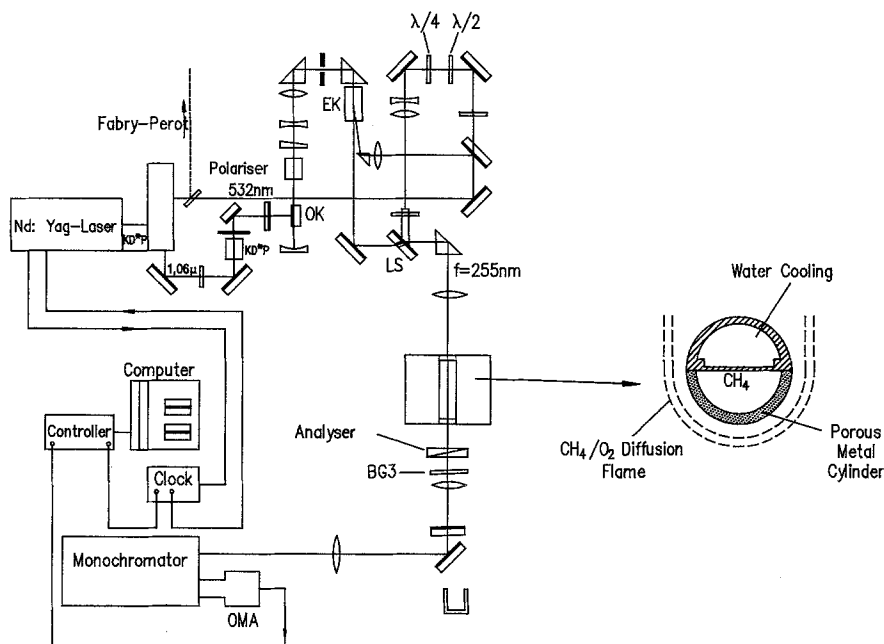 λ/4
λ/2
EK
Fabry-Perot
Polariser
532nm
OK
Nd: Yag-Laser
KD*P
KD*P
1,06μ
LS
f=255nm
Water Cooling
CH₄
Computer
Controller
Clock
Analyser
BG3
CH₄/O₂ Diffusion
Flame
Porous
Metal
Cylinder
Monochromator
OMA